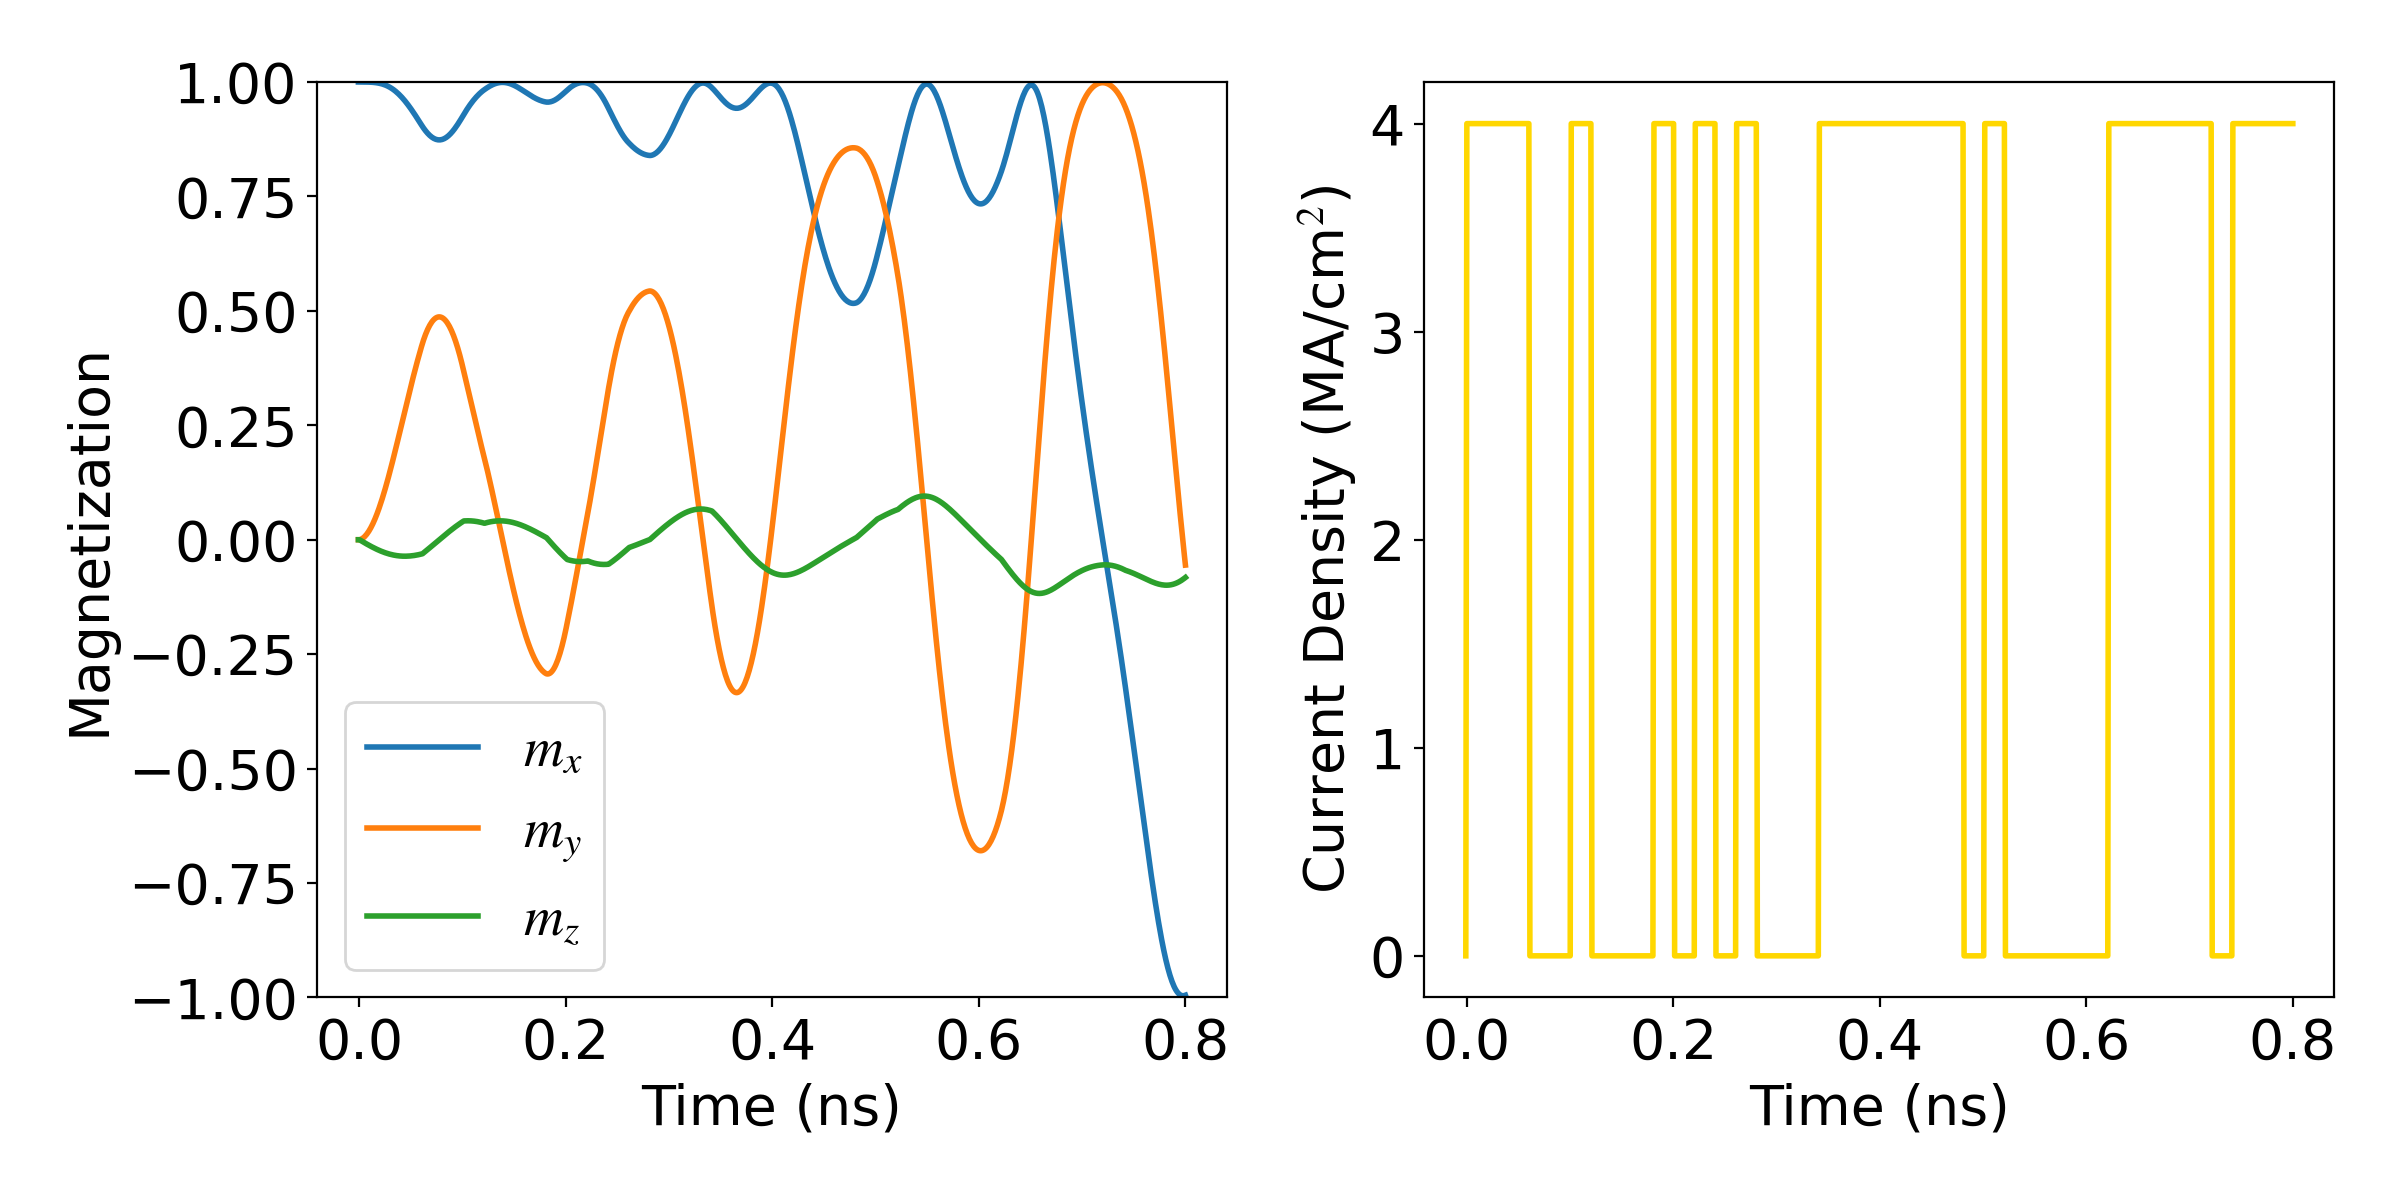 Magnetization
1.00
0.75
0.50
0.25
0.00
−0.25
−0.50
−0.75
−1.00
0.0 0.2 0.4 0.6 0.8
Time (ns)
m_x
m_y
m_z
Current Density (MA/cm²)
4
3
2
1
0
0.0 0.2 0.4 0.6 0.8
Time (ns)